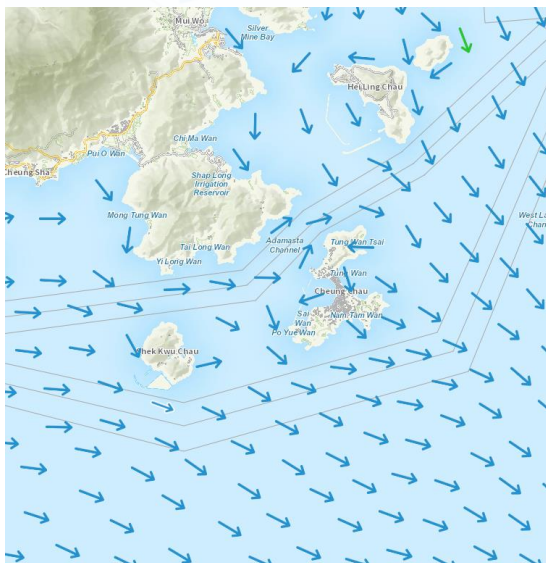 Mui Wo
Silver
Mine Bay
Hei Ling Chau
Chi Ma Wan
Pui O Wan
Cheung Sha
Shap Long
Irrigation
Reservoir
Mong Tung Wan
West La
Chan
Tai Long Wan
Adamasta
Channel
Tung Wan Tsai
Yi Long Wan
Tung Wan
Cheung Chau
Sai
Wan
Nam Tam Wan
Po Yue Wan
Shek Kwu Chau